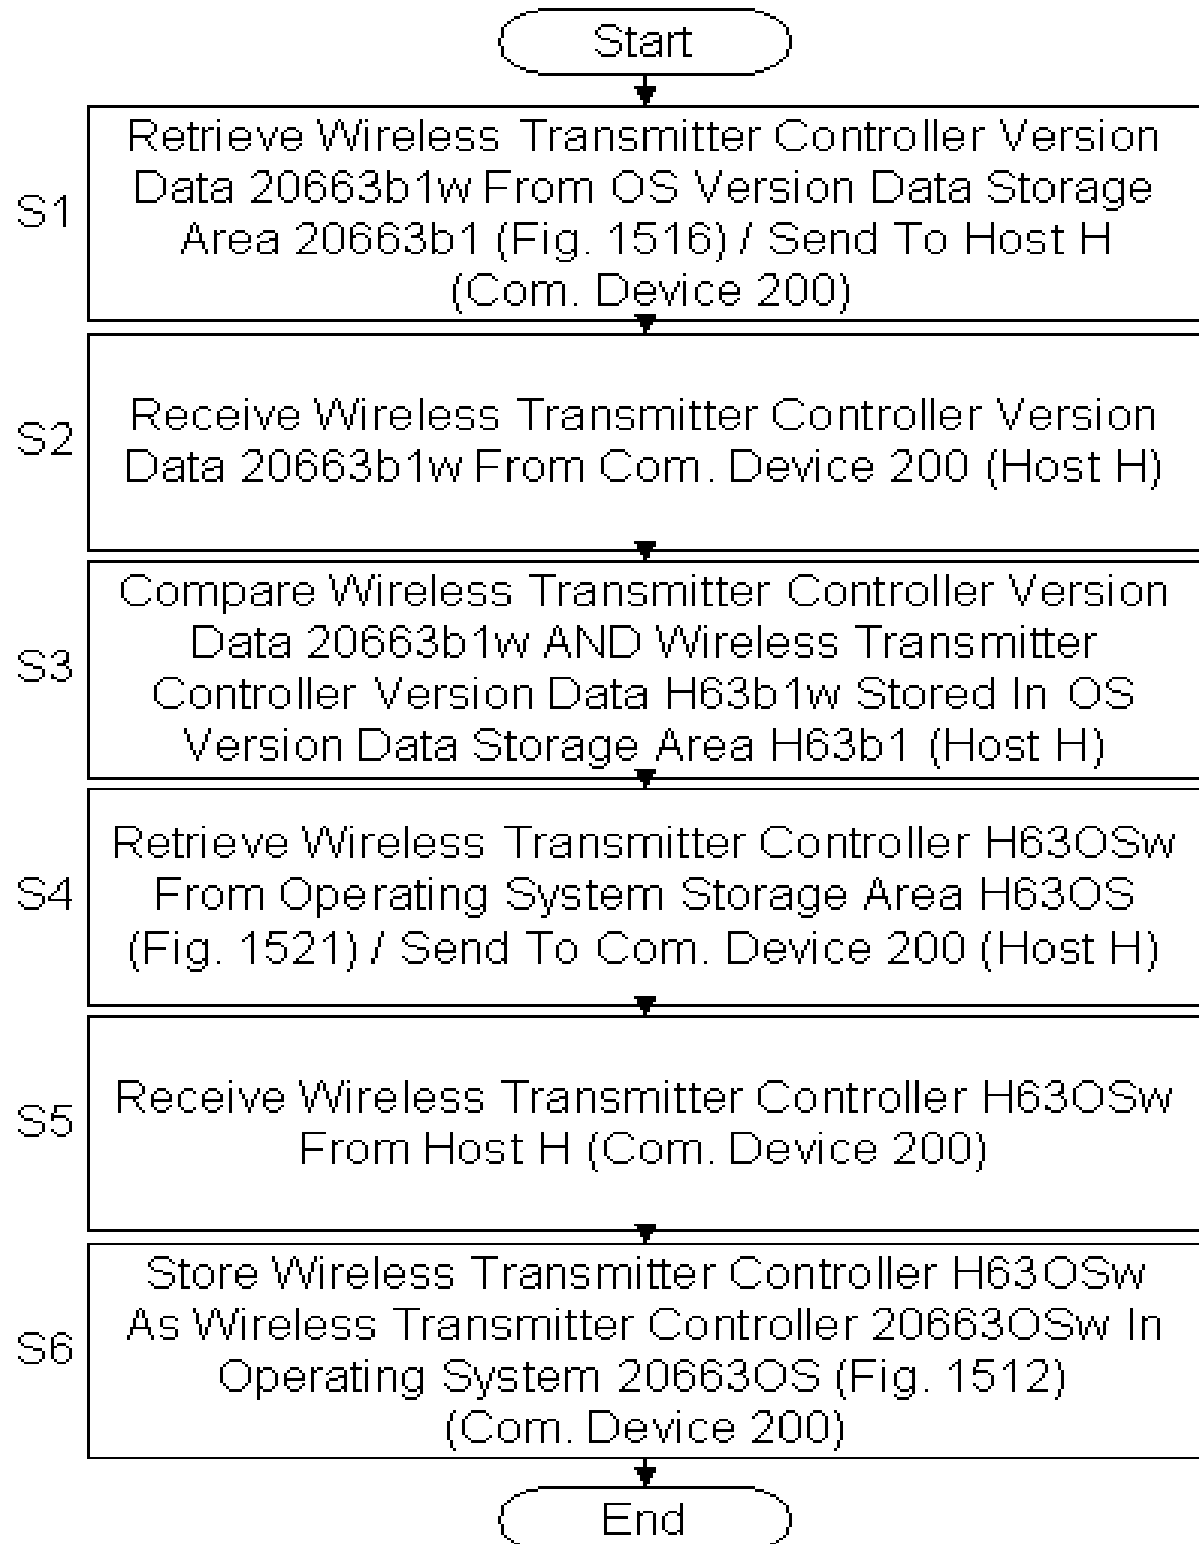 Start
S1
Retrieve Wireless Transmitter Controller Version
Data 20663b1w From OS Version Data Storage
Area 20663b1 (Fig. 1516) / Send To Host H
(Com. Device 200)
S2
Receive Wireless Transmitter Controller Version
Data 20663b1w From Com. Device 200 (Host H)
S3
Compare Wireless Transmitter Controller Version
Data 20663b1w AND Wireless Transmitter
Controller Version Data H63b1w Stored In OS
Version Data Storage Area H63b1 (Host H)
S4
Retrieve Wireless Transmitter Controller H63OSw
From Operating System Storage Area H63OS
(Fig. 1521) / Send To Com. Device 200 (Host H)
S5
Receive Wireless Transmitter Controller H63OSw
From Host H (Com. Device 200)
S6
Store Wireless Transmitter Controller H63OSw
As Wireless Transmitter Controller 20663OSw In
Operating System 20663OS (Fig. 1512)
(Com. Device 200)
End